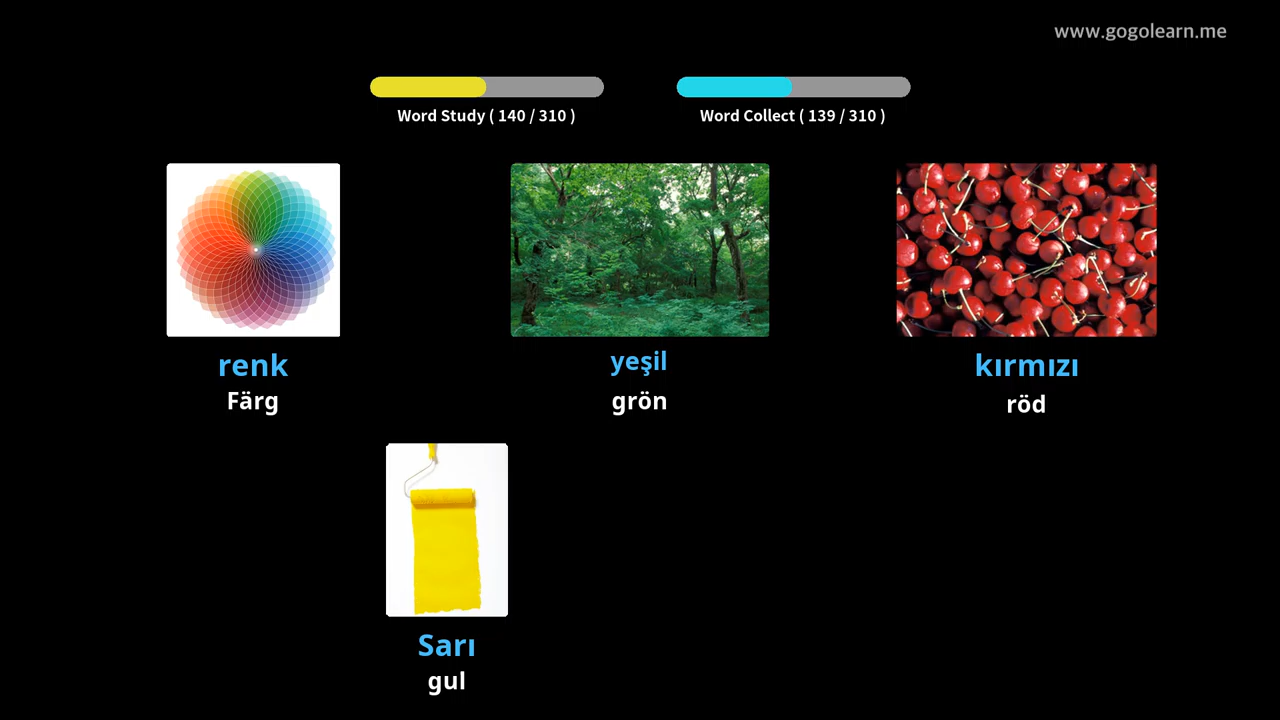 www.gogolearn.me
Word Study ( 140 / 310 )
Word Collect ( 139 / 310 )
renk
Färg
yeşil
grön
kırmızı
röd
Sarı
gul